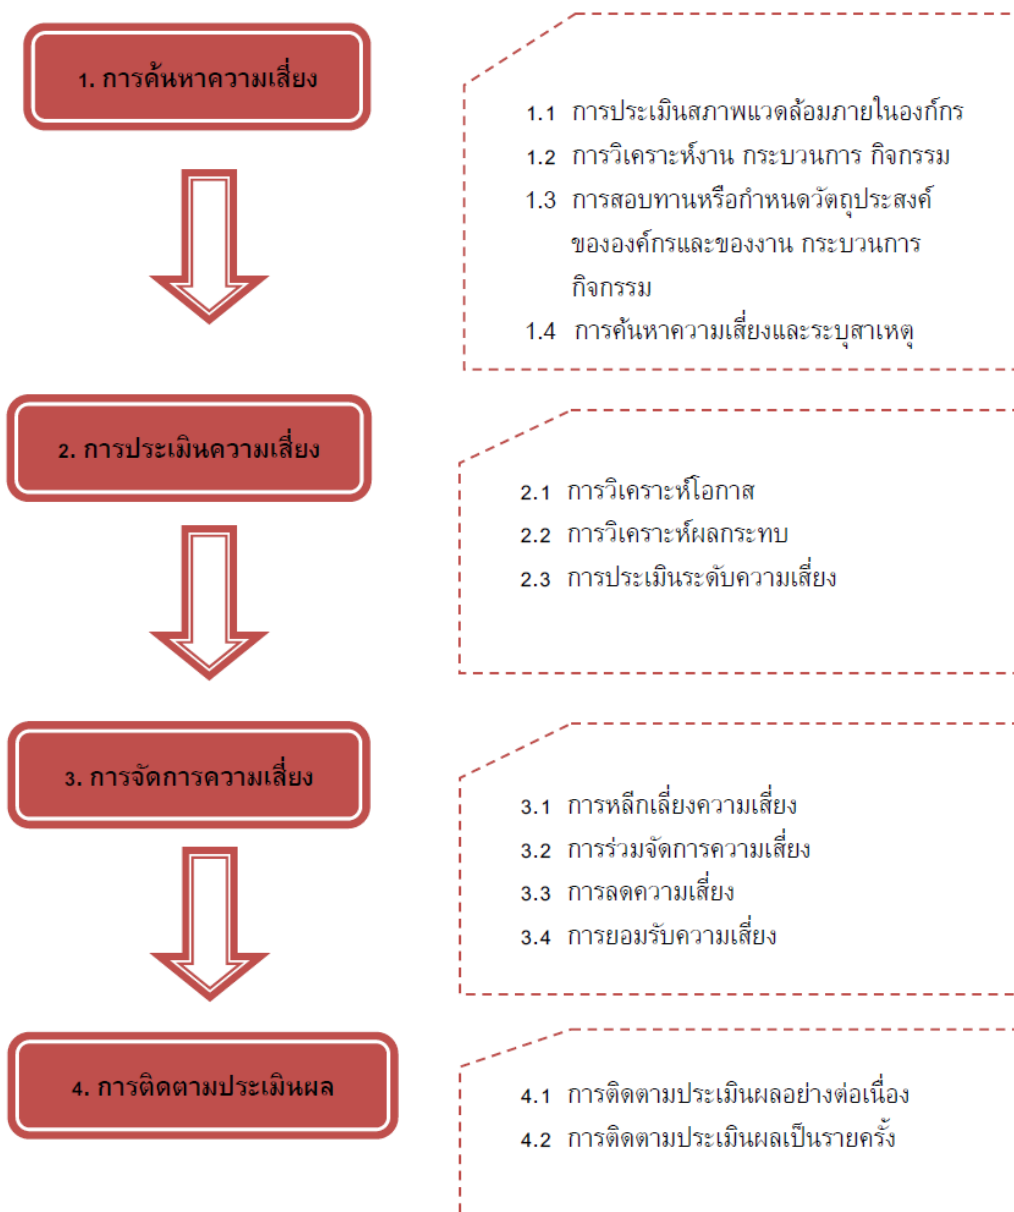 1. การค้นหาความเสี่ยง
1.1 การประเมินสภาพแวดล้อมภายในองก์กร
1.2 การวิเคราะห์งาน กระบวนการ กิจกรรม
1.3 การสอบทานหรือกำหนดวัตถุประสงค์
ขององค์กรและของงาน กระบวนการ
กิจกรรม
1.4 การค้นหาความเสี่ยงและระบุสาเหตุ
2. การประเมินความเสี่ยง
2.1 การวิเคราะห์โอกาส
2.2 การวิเคราะห์ผลกระทบ
2.3 การประเมินระดับความเสี่ยง
3. การจัดการความเสี่ยง
3.1 การหลีกเลี่ยงความเสี่ยง
3.2 การร่วมจัดการความเสี่ยง
3.3 การลดความเสี่ยง
3.4 การยอมรับความเสี่ยง
4. การติดตามประเมินผล
4.1 การติดตามประเมินผลอย่างต่อเนื่อง
4.2 การติดตามประเมินผลเป็นรายครั้ง